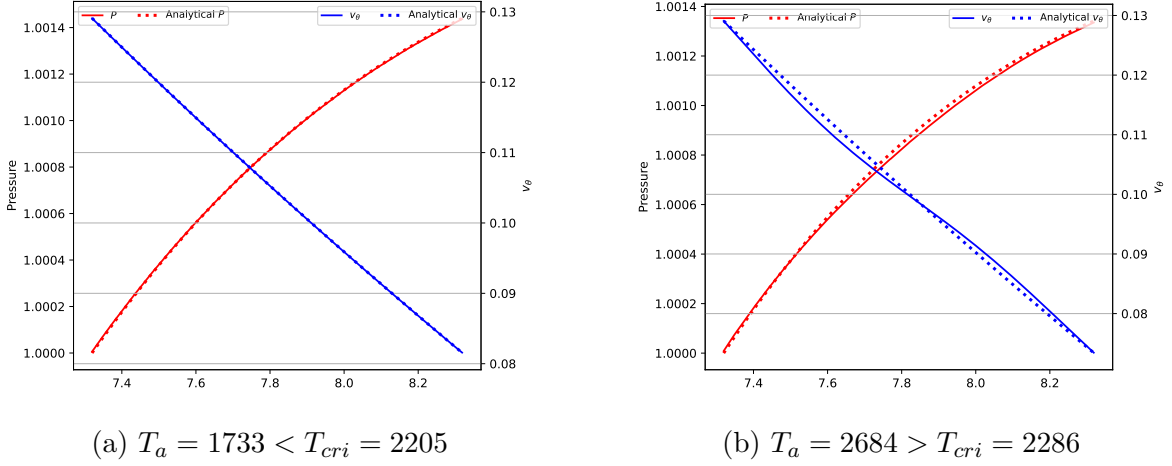 P Analytical P v_θ Analytical v_θ
1.0014
1.0012
1.0010
1.0008
1.0006
1.0004
1.0002
1.0000
Pressure
0.13
0.12
0.11
0.10
0.09
0.08
v_θ
7.4 7.6 7.8 8.0 8.2
(a) T_a = 1733 < T_cri = 2205
P Analytical P v_θ Analytical v_θ
1.0014
1.0012
1.0010
1.0008
1.0006
1.0004
1.0002
1.0000
Pressure
0.13
0.12
0.11
0.10
0.09
0.08
v_θ
7.4 7.6 7.8 8.0 8.2
(b) T_a = 2684 > T_cri = 2286